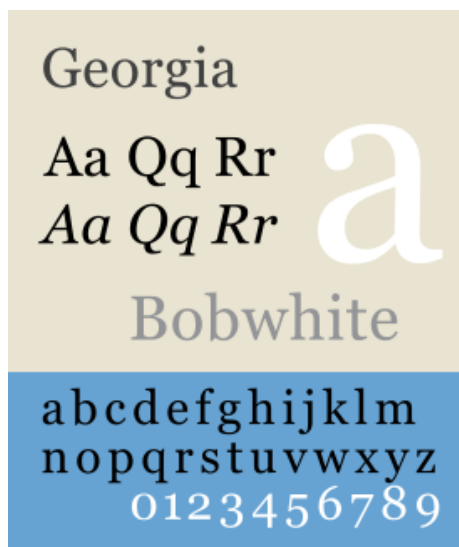 Georgia
Aa Qq Rr
Aa Qq Rr
a
Bobwhite
abcdefghijklm
nopqrstuvwxyz
0123456789